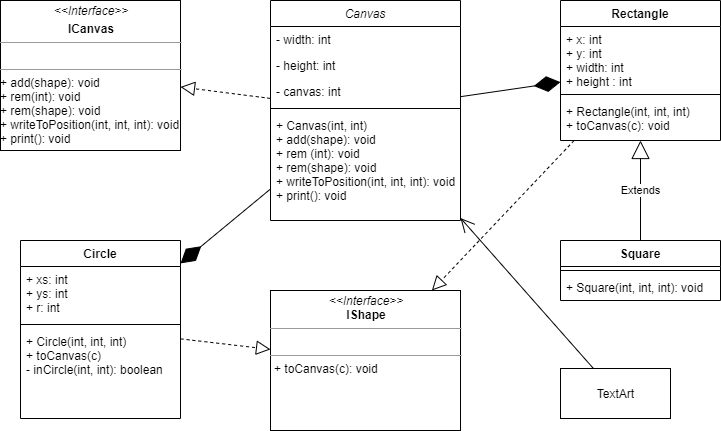 <<Interface>>
ICanvas
+ add(shape): void
+ rem(int): void
+ rem(shape): void
+ writeToPosition(int, int, int): void
+ print(): void
Canvas
- width: int
- height: int
- canvas: int
+ Canvas(int, int)
+ add(shape): void
+ rem (int): void
+ rem(shape): void
+ writeToPosition(int, int, int): void
+ print(): void
Rectangle
+ x: int
+ y: int
+ width: int
+ height : int
+ Rectangle(int, int, int)
+ toCanvas(c): void
Extends
Circle
+ xs: int
+ ys: int
+ r: int
+ Circle(int, int, int)
+ toCanvas(c)
- inCircle(int, int): boolean
<<Interface>>
IShape
+ toCanvas(c): void
Square
+ Square(int, int, int): void
TextArt